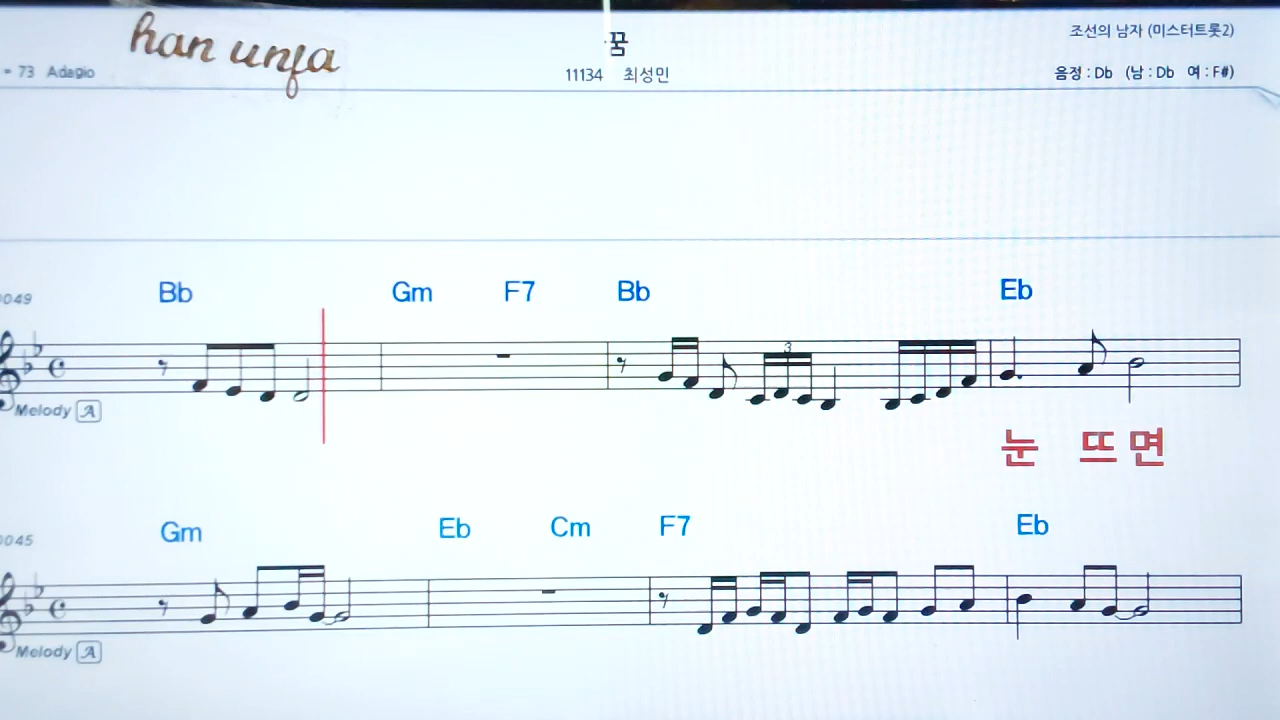 han unja
꿈
조선의 남자 (미스터트롯2)
= 73 Adagio
11134 최성민
음정 : Db (남 : Db 여 : F#)
0049 Bb Gm F7 Bb Eb
3
Melody A
눈 뜨 면
0045 Gm Eb Cm F7 Eb
Melody A